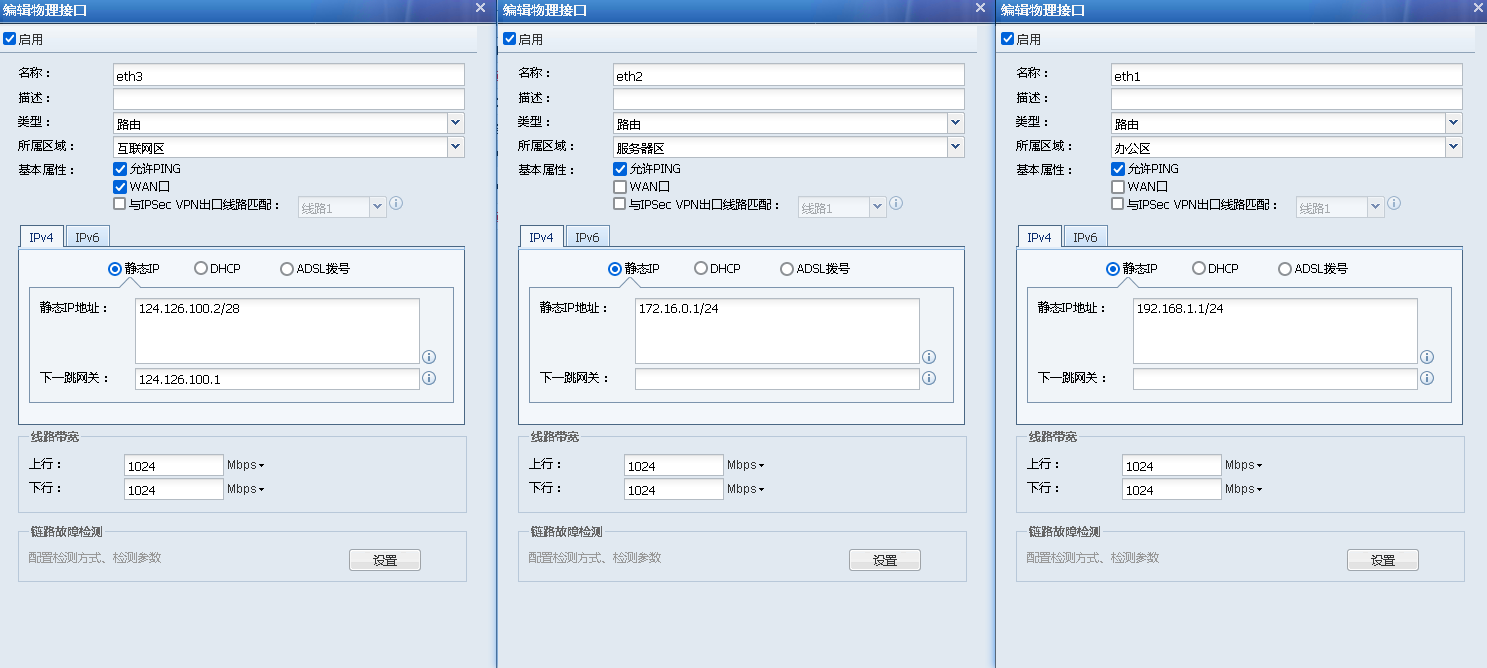 编辑物理接口
启用
名称：
eth3
描述：
类型：
路由
所属区域：
互联网区
基本属性：
允许PING
WAN口
与IPSec VPN出口线路匹配：
线路1
IPv4
IPv6
静态IP
DHCP
ADSL拨号
静态IP地址：
124.126.100.2/28
下一跳网关：
124.126.100.1
线路带宽
上行：
1024
Mbps
下行：
1024
Mbps
链路故障检测
配置检测方式、检测参数
设置
编辑物理接口
启用
名称：
eth2
描述：
类型：
路由
所属区域：
服务器区
基本属性：
允许PING
WAN口
与IPSec VPN出口线路匹配：
线路1
IPv4
IPv6
静态IP
DHCP
ADSL拨号
静态IP地址：
172.16.0.1/24
下一跳网关：
线路带宽
上行：
1024
Mbps
下行：
1024
Mbps
链路故障检测
配置检测方式、检测参数
设置
编辑物理接口
启用
名称：
eth1
描述：
类型：
路由
所属区域：
办公区
基本属性：
允许PING
WAN口
与IPSec VPN出口线路匹配：
线路1
IPv4
IPv6
静态IP
DHCP
ADSL拨号
静态IP地址：
192.168.1.1/24
下一跳网关：
线路带宽
上行：
1024
Mbps
下行：
1024
Mbps
链路故障检测
配置检测方式、检测参数
设置